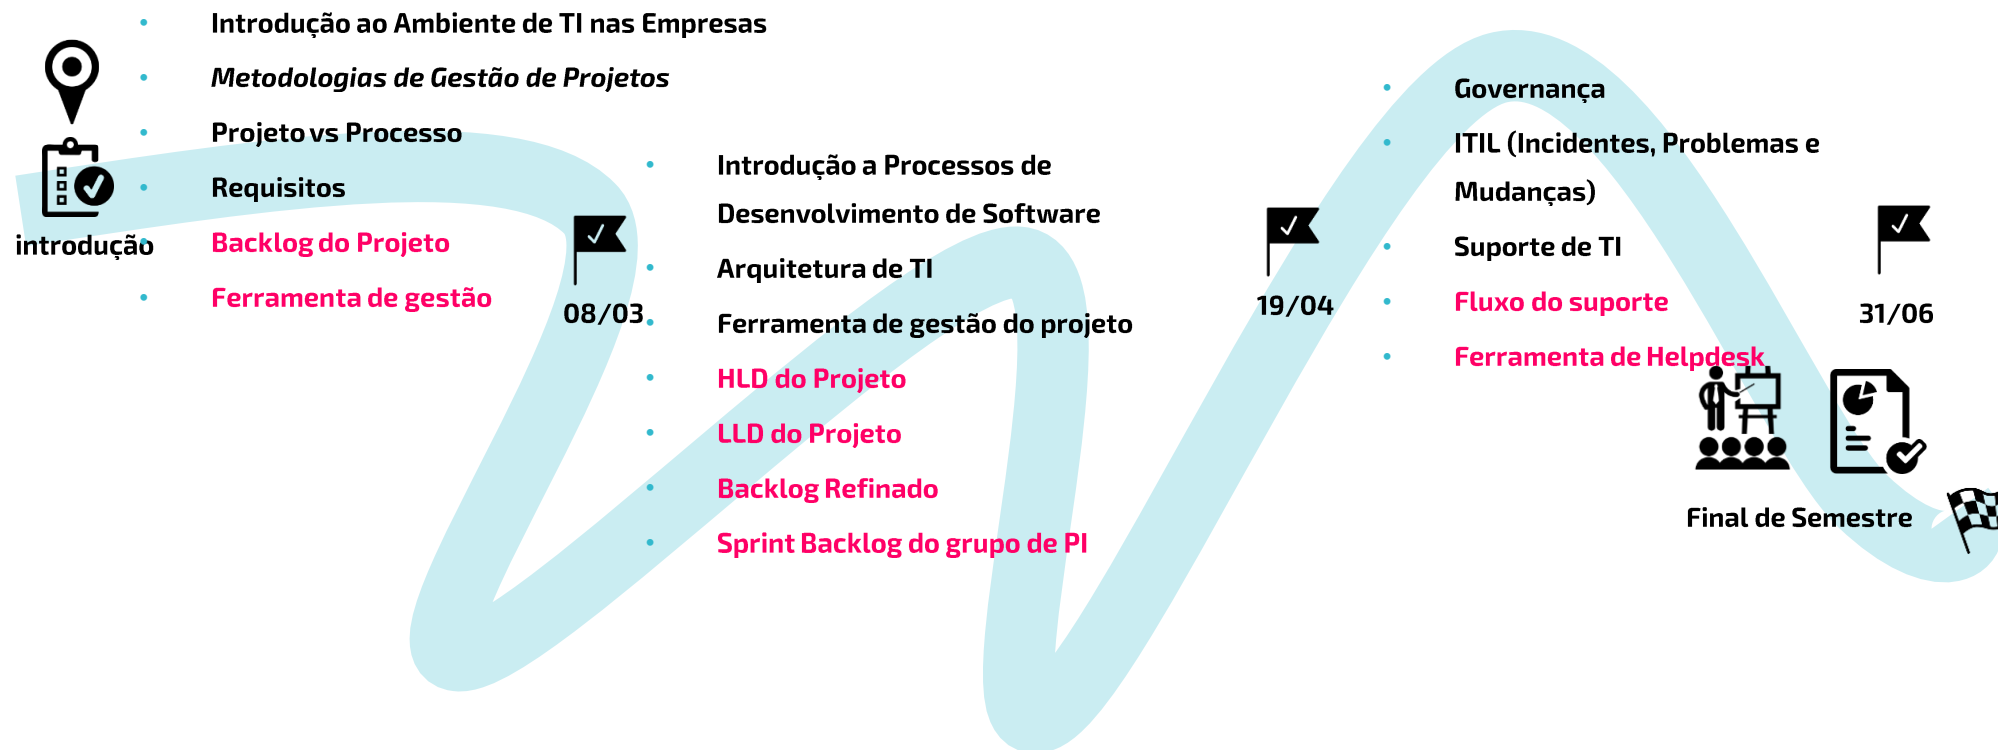 Introdução ao Ambiente de TI nas Empresas
Metodologias de Gestão de Projetos
Projeto vs Processo
Requisitos
Backlog do Projeto
Ferramenta de gestão
introdução
08/03
Introdução a Processos de
Desenvolvimento de Software
Arquitetura de TI
Ferramenta de gestão do projeto
HLD do Projeto
LLD do Projeto
Backlog Refinado
Sprint Backlog do grupo de PI
19/04
Governança
ITIL (Incidentes, Problemas e
Mudanças)
Suporte de TI
Fluxo do suporte
Ferramenta de Helpdesk
31/06
Final de Semestre